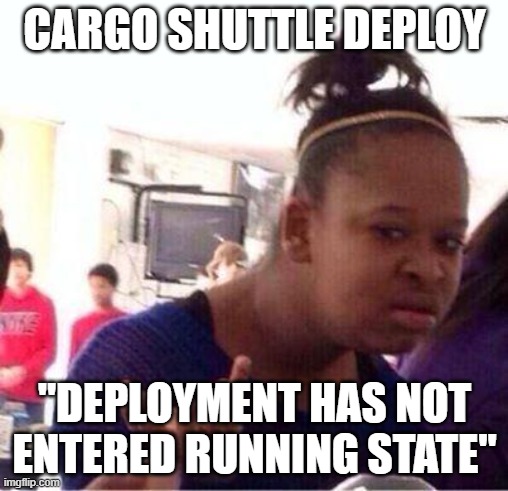 CARGO SHUTTLE DEPLOY
"DEPLOYMENT HAS NOT
ENTERED RUNNING STATE"
imgflip.com